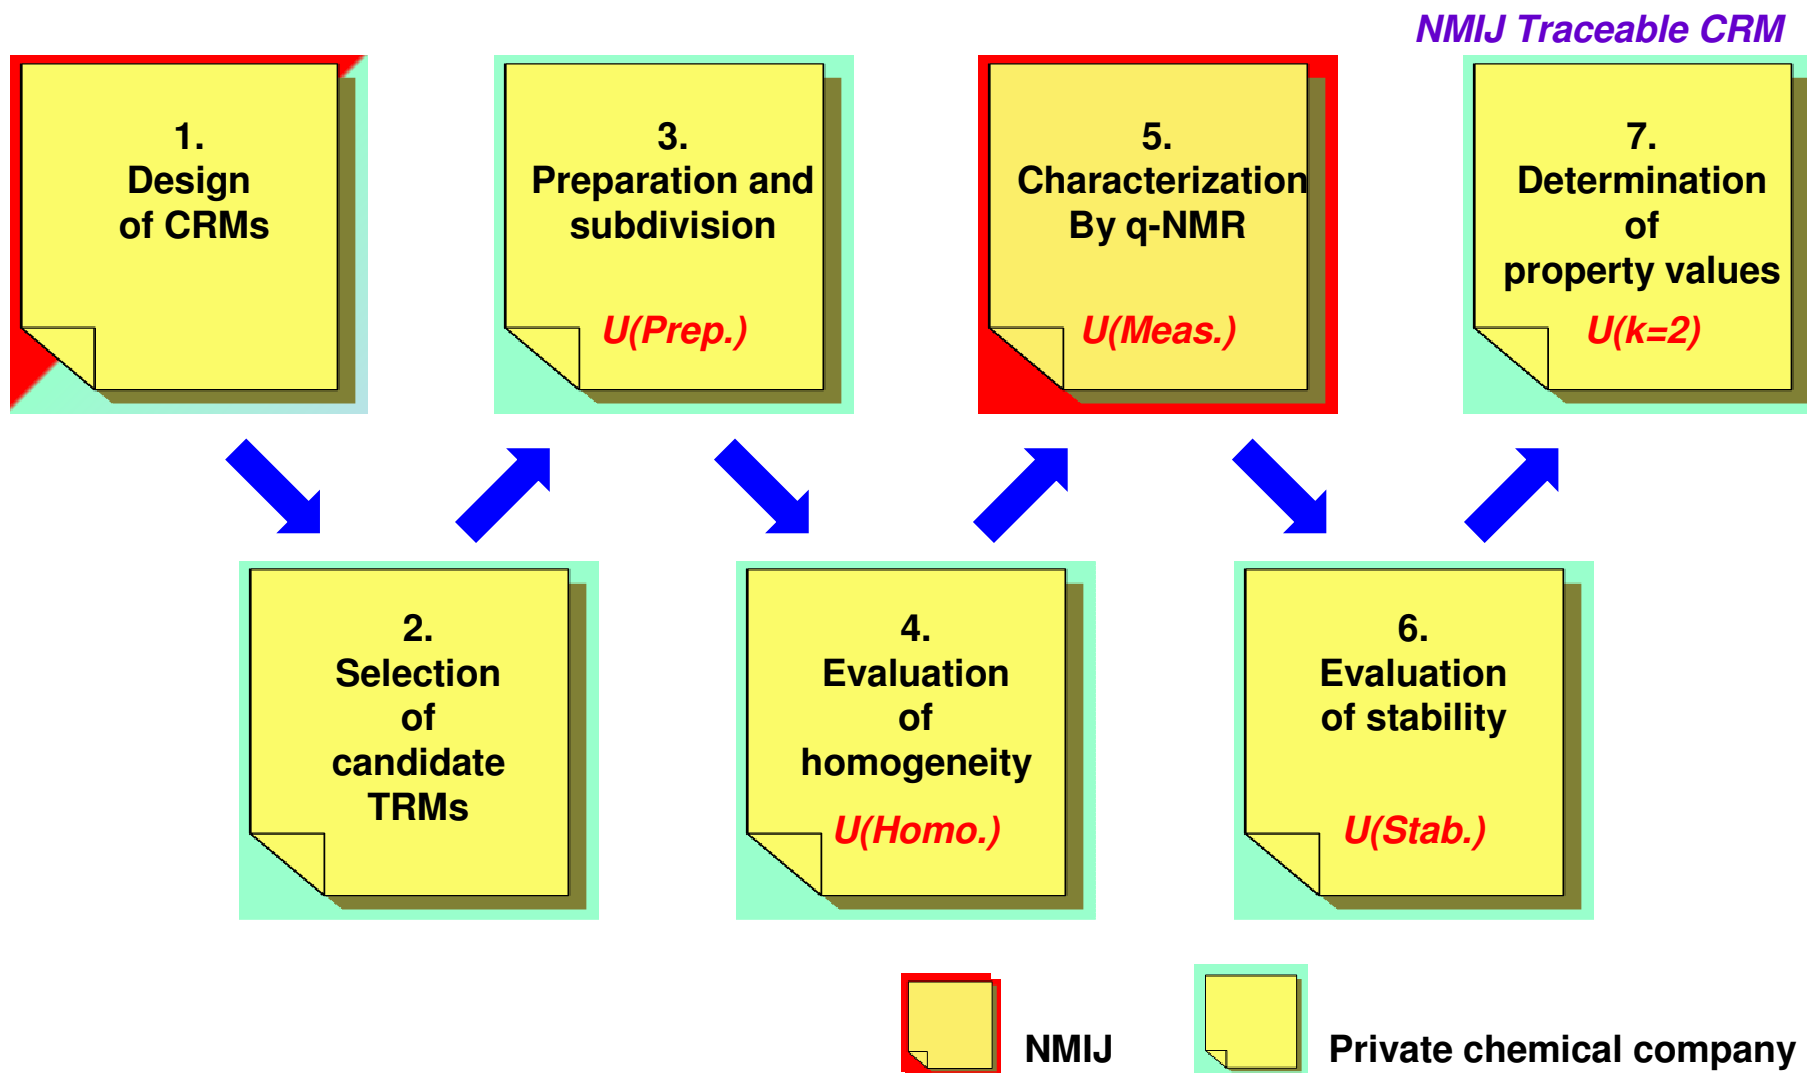 NMIJ Traceable CRM
1.
Design
of CRMs
2.
Selection
of
candidate
TRMs
3.
Preparation and
subdivision
U(Prep.)
4.
Evaluation
of
homogeneity
U(Homo.)
5.
Characterization
By q-NMR
U(Meas.)
6.
Evaluation
of stability
U(Stab.)
7.
Determination
of
property values
U(k=2)
NMIJ
Private chemical company